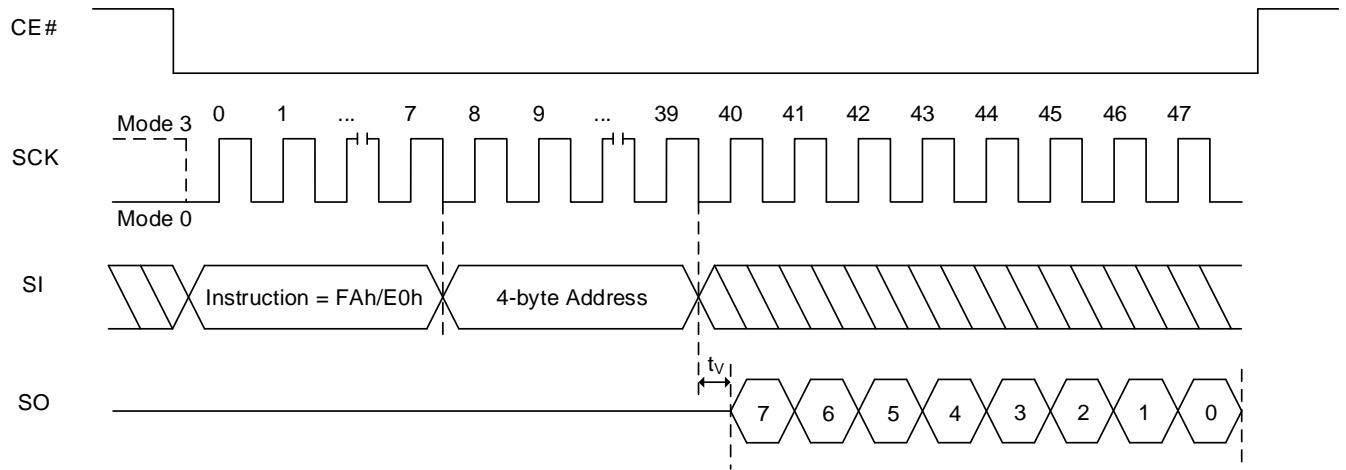 CE#
0 1 ... 7 8 9 ... 39 40 41 42 43 44 45 46 47
Mode 3
SCK
Mode 0
SI
Instruction = FAh/E0h
4-byte Address
tV
SO
7 6 5 4 3 2 1 0